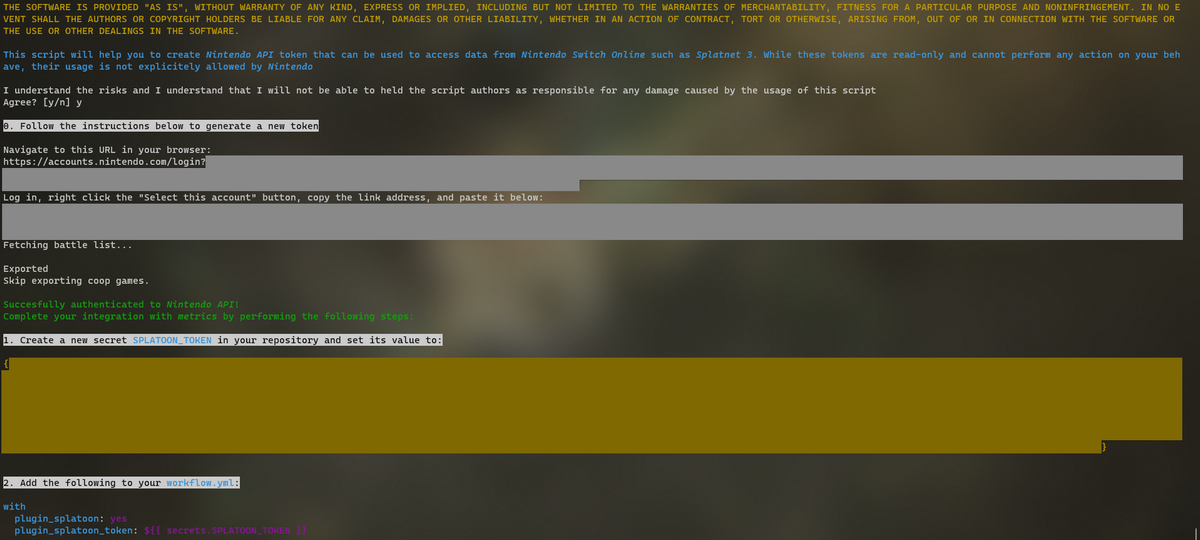 THE SOFTWARE IS PROVIDED "AS IS", WITHOUT WARRANTY OF ANY KIND, EXPRESS OR IMPLIED, INCLUDING BUT NOT LIMITED TO THE WARRANTIES OF MERCHANTABILITY, FITNESS FOR A PARTICULAR PURPOSE AND NONINFRINGEMENT. IN NO E
VENT SHALL THE AUTHORS OR COPYRIGHT HOLDERS BE LIABLE FOR ANY CLAIM, DAMAGES OR OTHER LIABILITY, WHETHER IN AN ACTION OF CONTRACT, TORT OR OTHERWISE, ARISING FROM, OUT OF OR IN CONNECTION WITH THE SOFTWARE OR
THE USE OR OTHER DEALINGS IN THE SOFTWARE.
This script will help you to create Nintendo API token that can be used to access data from Nintendo Switch Online such as Splatnet 3. While these tokens are read-only and cannot perform any action on your beh
ave, their usage is not explicitely allowed by Nintendo
I understand the risks and I understand that I will not be able to held the script authors as responsible for any damage caused by the usage of this script
Agree? [y/n] y
0. Follow the instructions below to generate a new token
Navigate to this URL in your browser:
https://accounts.nintendo.com/login?
Log in, right click the "Select this account" button, copy the link address, and paste it below:
Fetching battle list...
Exported
Skip exporting coop games.
Succesfully authenticated to Nintendo API!
Complete your integration with metrics by performing the following steps:
1. Create a new secret SPLATOON_TOKEN in your repository and set its value to:
{
}
2. Add the following to your workflow.yml:
with
plugin_splatoon: yes
plugin_splatoon_token: ${{ secrets.SPLATOON_TOKEN }}